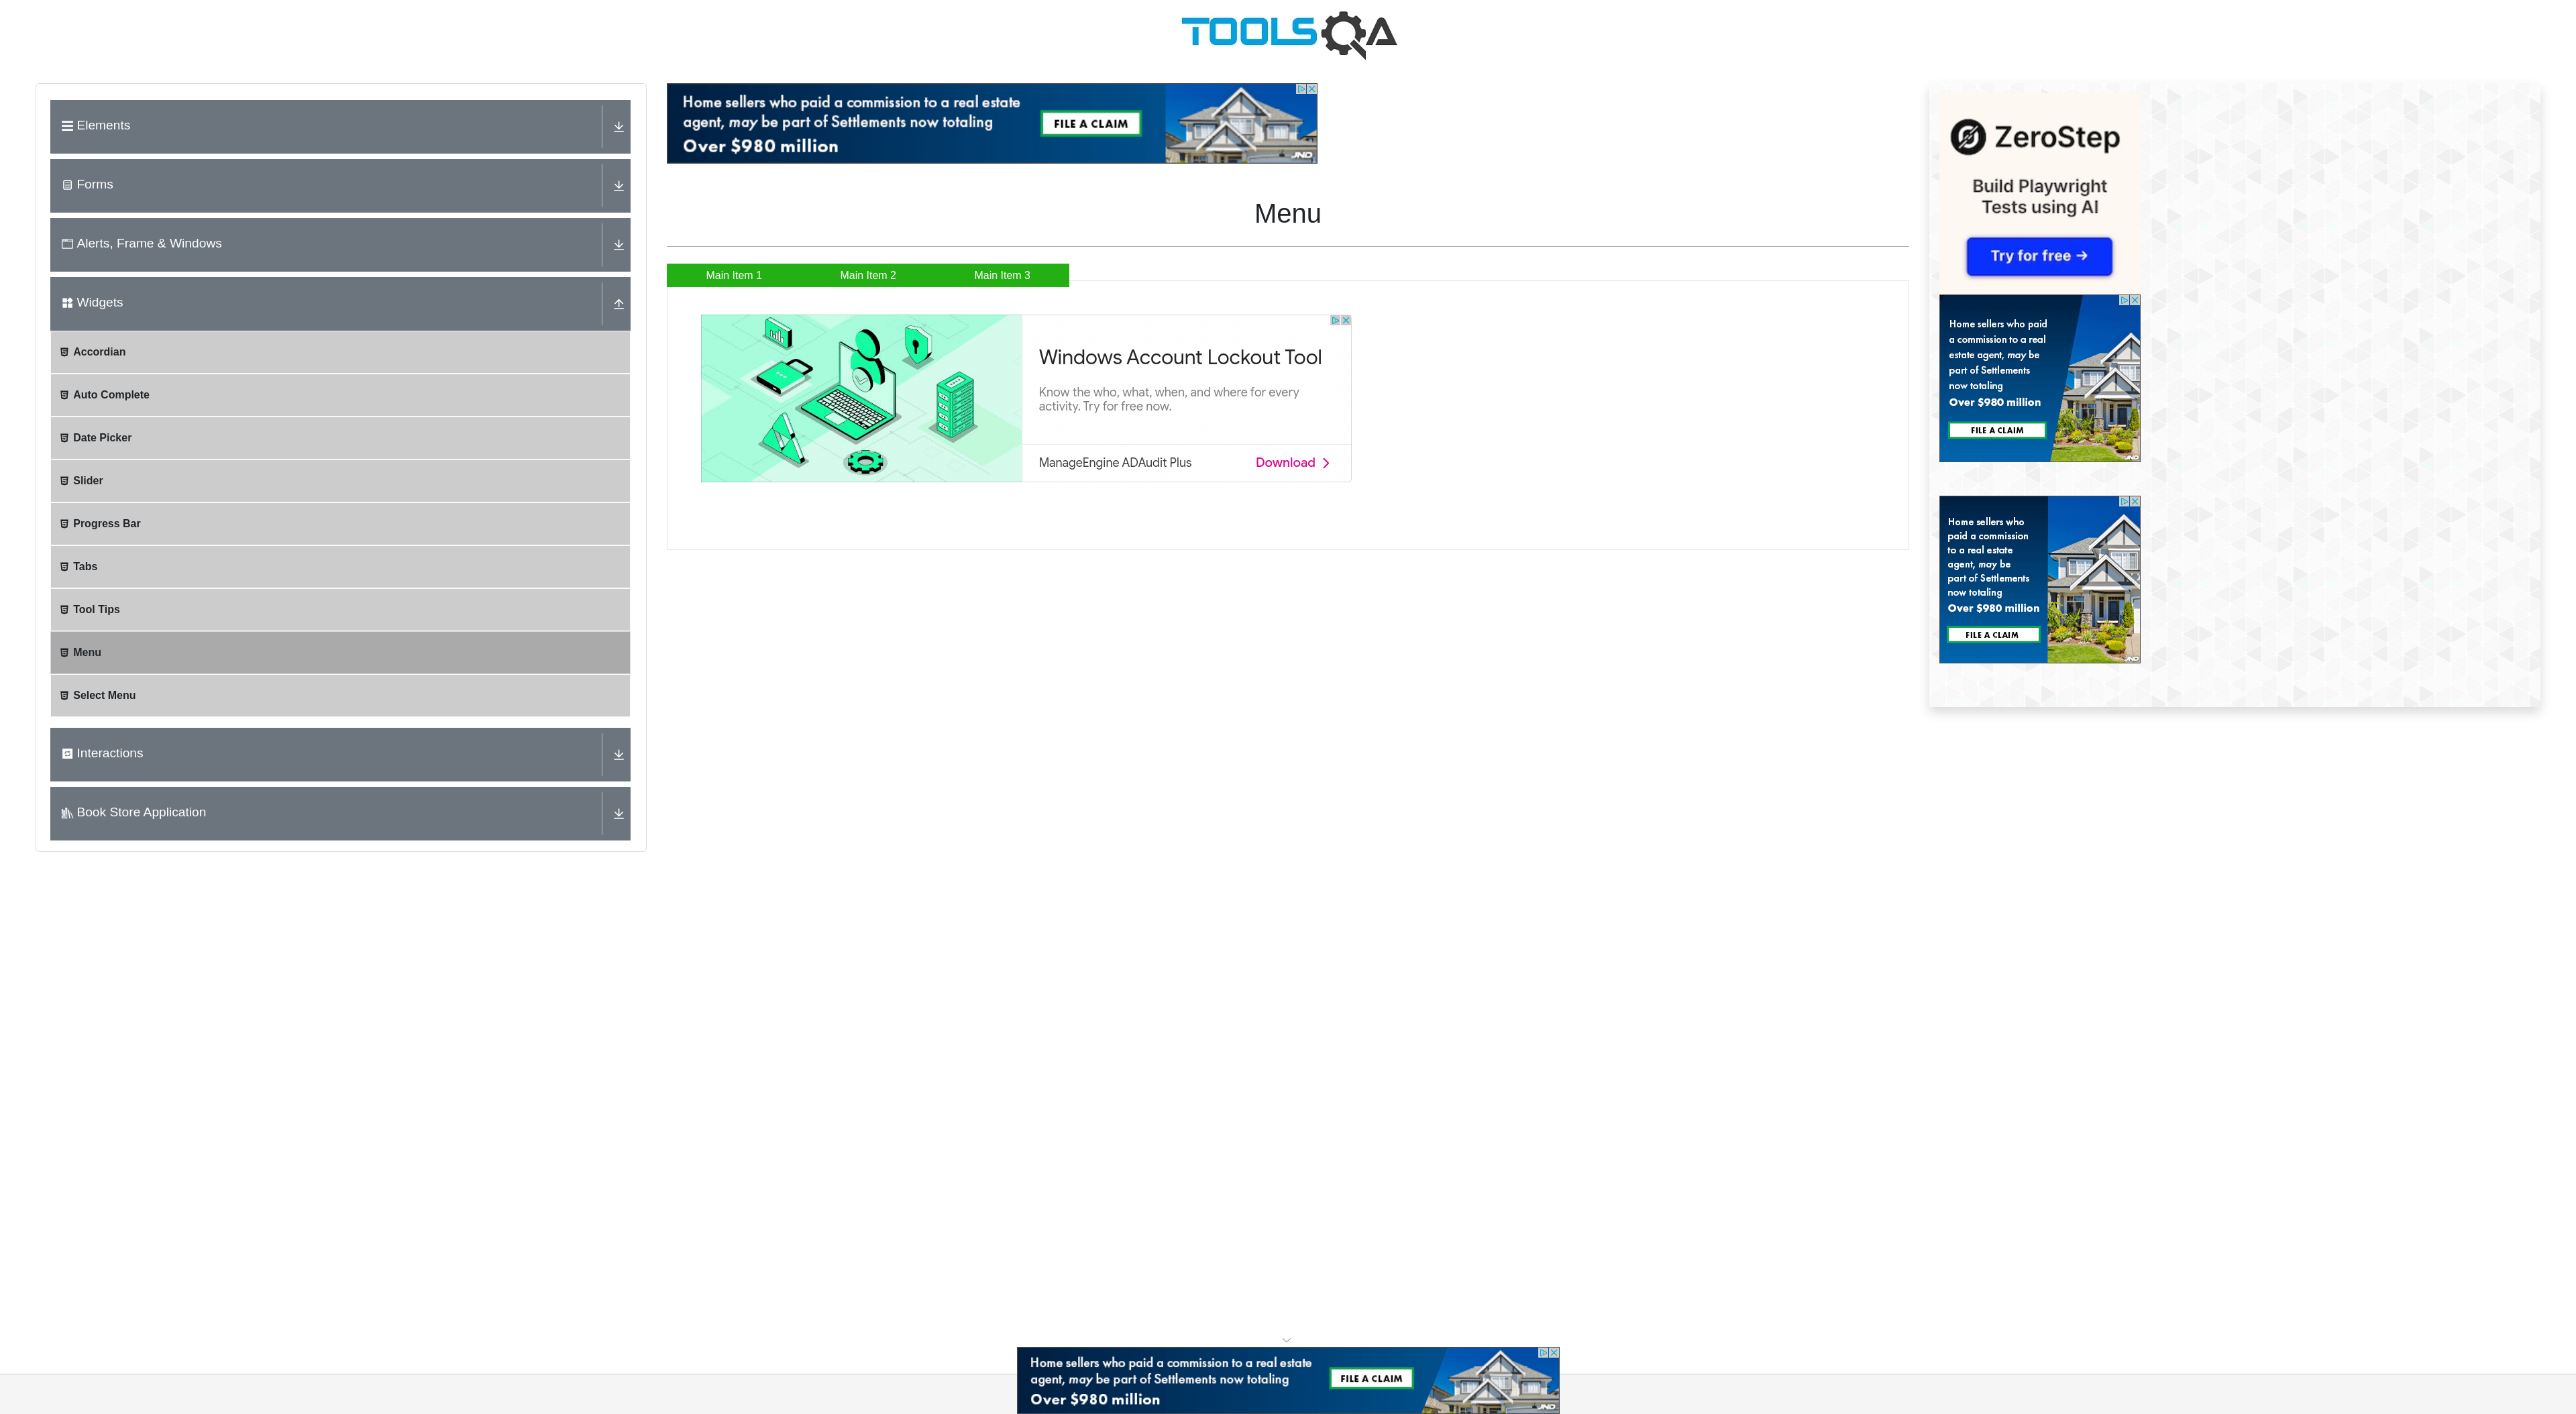 TOOLSQA
Elements
Forms
Alerts, Frame & Windows
Widgets
Accordian
Auto Complete
Date Picker
Slider
Progress Bar
Tabs
Tool Tips
Menu
Select Menu
Interactions
Book Store Application
Home sellers who paid a commission to a real estate
agent, may be part of Settlements now totaling
Over $980 million
FILE A CLAIM
JND
Menu
Main Item 1
Main Item 2
Main Item 3
Windows Account Lockout Tool
Know the who, what, when, and where for every
activity. Try for free now.
ManageEngine ADAudit Plus
Download
ZeroStep
Build Playwright
Tests using AI
Try for free →
Home sellers who paid
a commission to a real
estate agent, may be
part of Settlements
now totaling
Over $980 million
FILE A CLAIM
JND
Home sellers who
paid a commission
to a real estate
agent, may be
part of Settlements
now totaling
Over $980 million
FILE A CLAIM
JND
Home sellers who paid a commission to a real estate
agent, may be part of Settlements now totaling
Over $980 million
FILE A CLAIM
JND